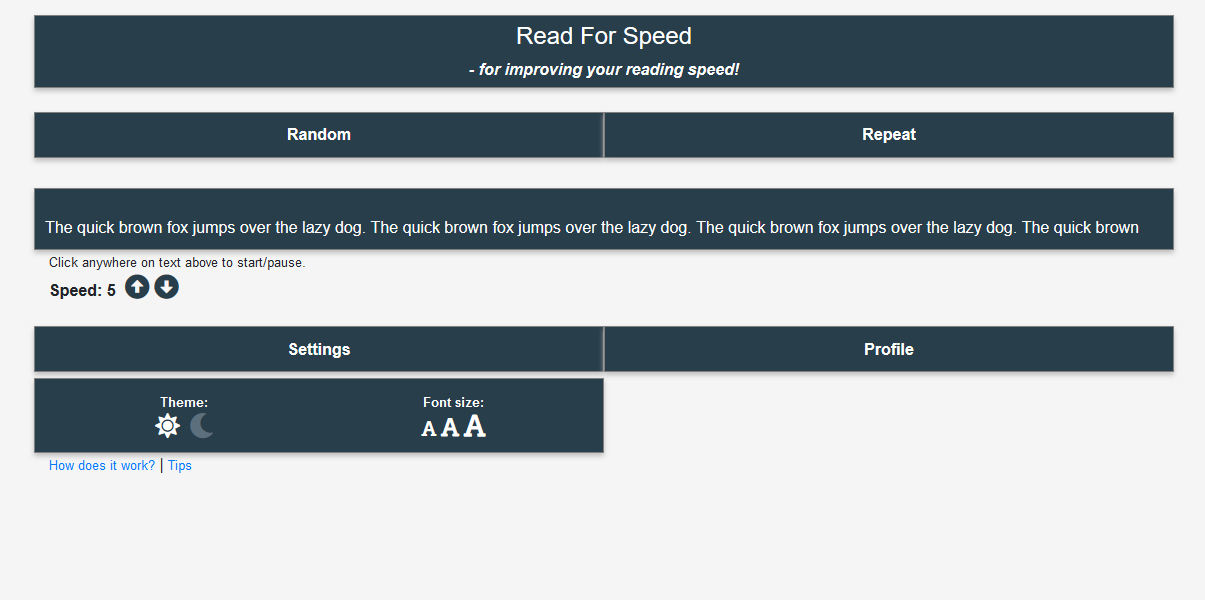 Read For Speed
- for improving your reading speed!
Random
Repeat
The quick brown fox jumps over the lazy dog. The quick brown fox jumps over the lazy dog. The quick brown fox jumps over the lazy dog. The quick brown
Click anywhere on text above to start/pause.
Speed: 5
Settings
Profile
Theme:
Font size:
A A A
How does it work? | Tips